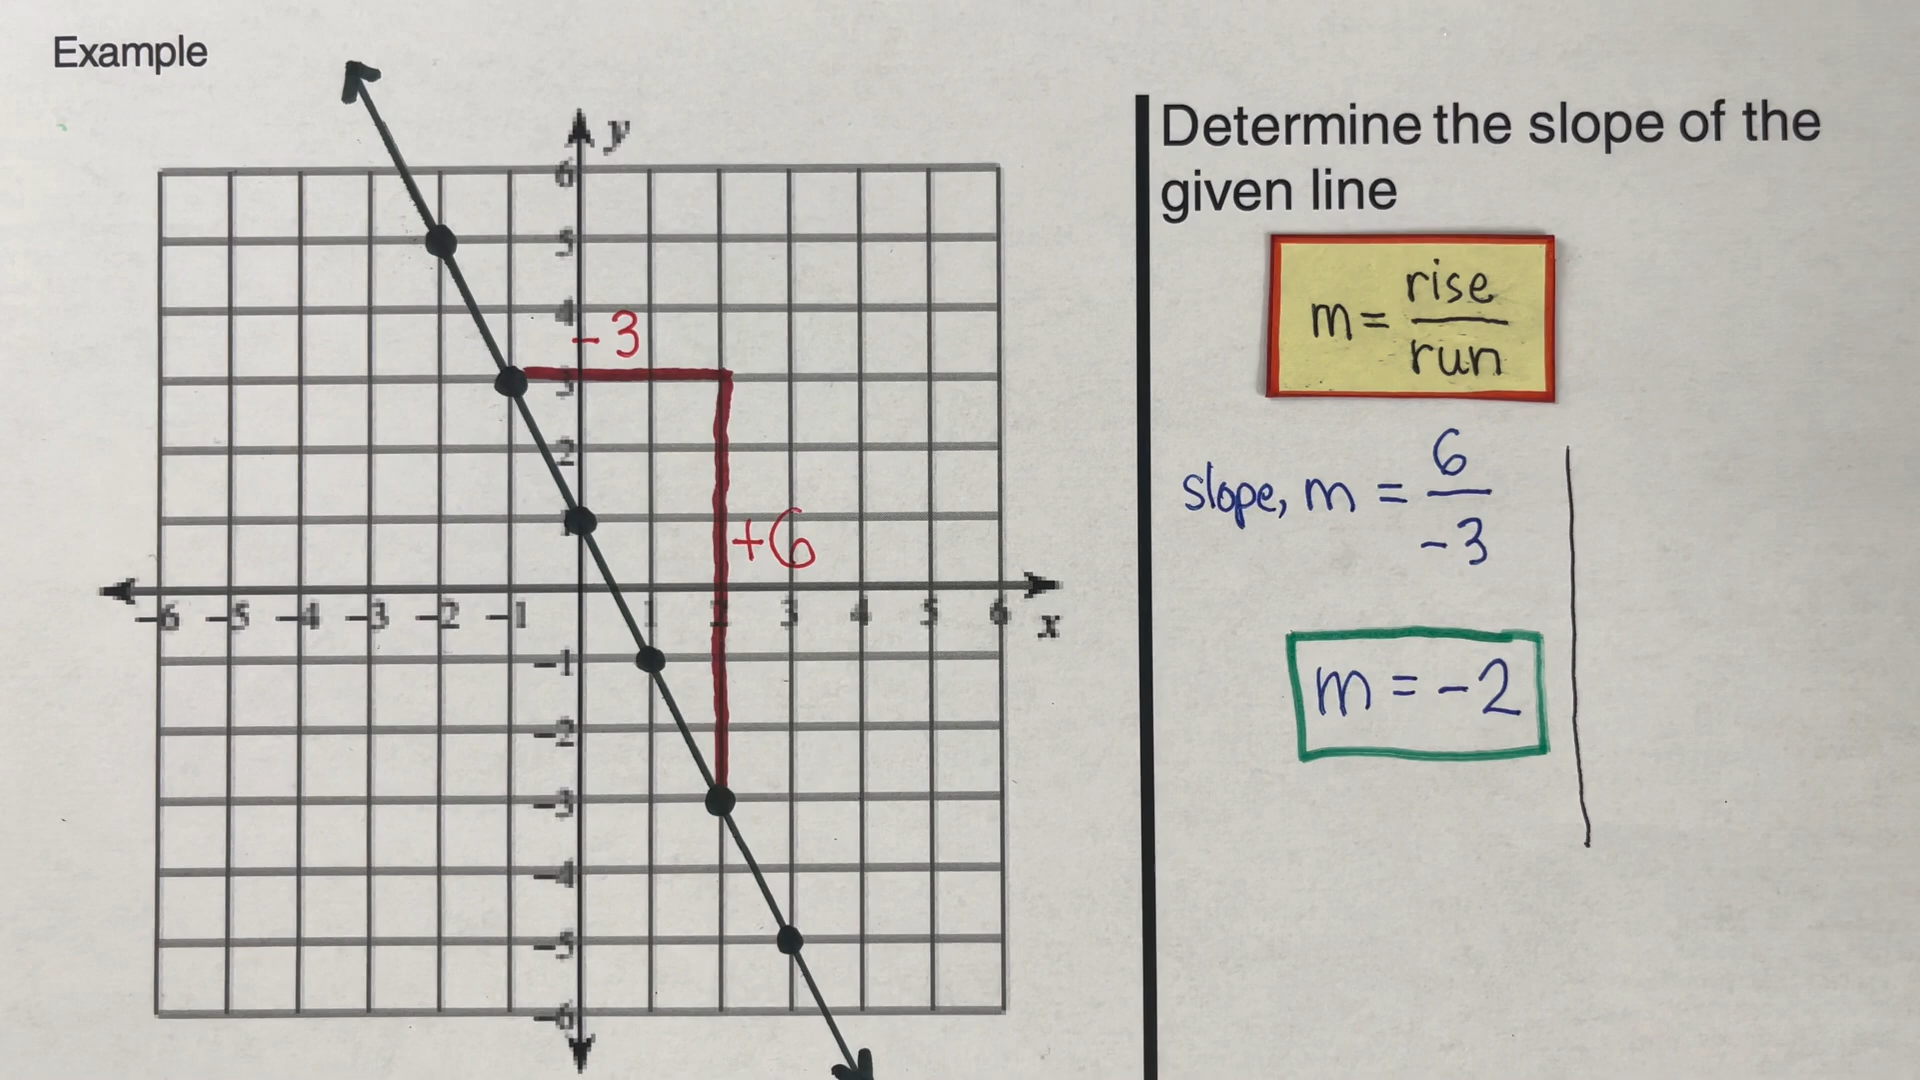 Example
y
6
5
4
-3
3
2
1
+6
-6 -5 -4 -3 -2 -1 1 2 3 4 5 6
x
-1
-2
-3
-4
-5
-6
Determine the slope of the
given line
m = rise
run
slope, m = 6
-3
m = -2